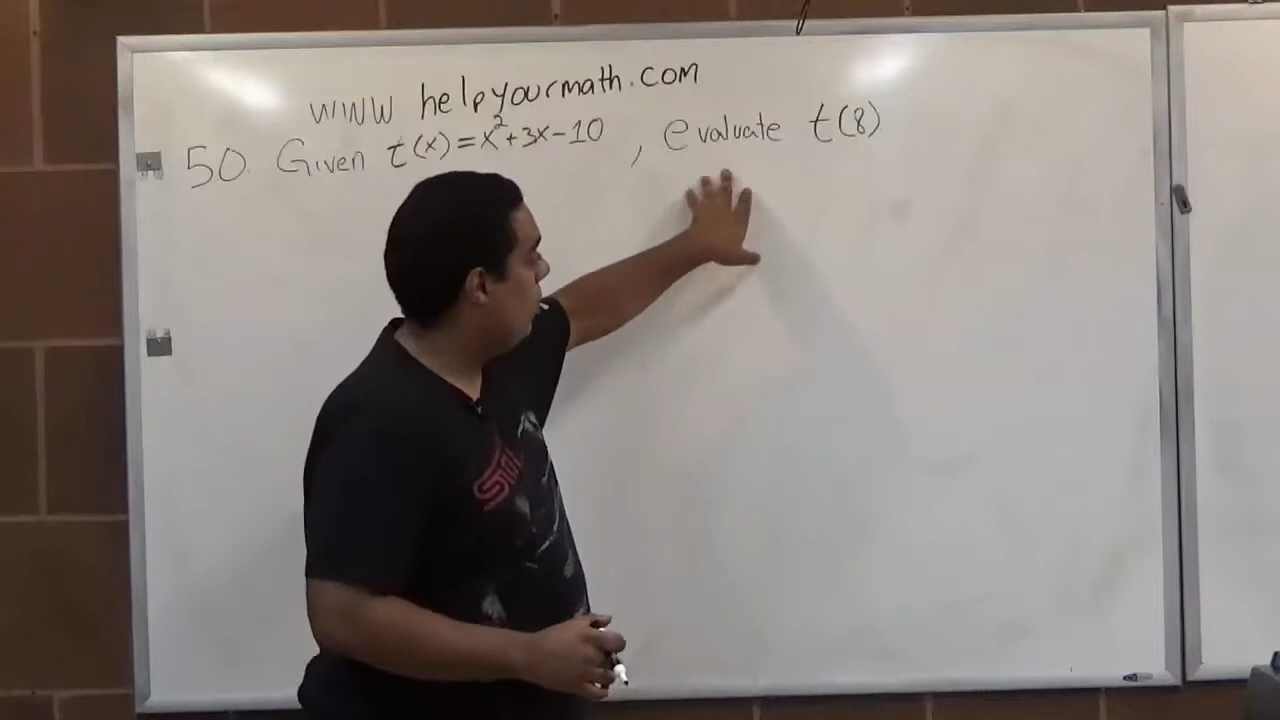 www helpyourmath.com
50. Given t(x)=x²+3x-10, evaluate t(8)